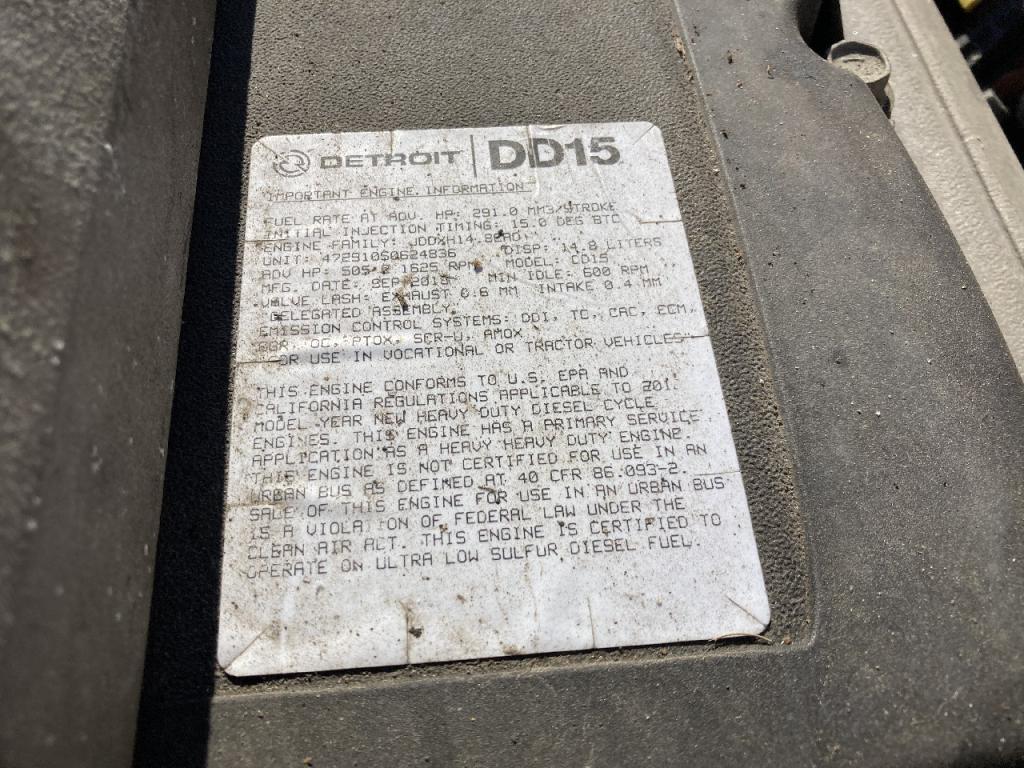 DETROIT | DD15
IMPORTANT ENGINE INFORMATION
FUEL RATE AT ADV. HP: 291.0 MM3/STROKE
INITIAL INJECTION TIMING: 15.0 DEG BTC
ENGINE FAMILY:
UNIT: 472910S0624836 DISP: 14.8 LITERS
ADV HP: 505 @ 1625 RPM MODEL:
MFG. DATE: SEP MIN IDLE: 600 RPM
VALVE LASH: EXHAUST 0.6 MM INTAKE 0.4 MM
DELEGATED ASSEMBLY
EMISSION CONTROL SYSTEMS: DDI, TC, CAC, ECM,
EGR, OC, PTOX, SCR-U, AMOX
FOR USE IN VOCATIONAL OR TRACTOR VEHICLES
THIS ENGINE CONFORMS TO U.S. EPA AND
CALIFORNIA REGULATIONS APPLICABLE TO
MODEL YEAR NEW HEAVY DUTY DIESEL CYCLE
ENGINES. THIS ENGINE HAS A PRIMARY SERVICE
APPLICATION AS A HEAVY HEAVY DUTY ENGINE.
THIS ENGINE IS NOT CERTIFIED FOR USE IN AN
URBAN BUS AS DEFINED AT 40 CFR 86.093-2.
SALE OF THIS ENGINE FOR USE IN AN URBAN BUS
IS A VIOLATION OF FEDERAL LAW UNDER THE
CLEAN AIR ACT. THIS ENGINE IS CERTIFIED TO
OPERATE ON ULTRA LOW SULFUR DIESEL FUEL.